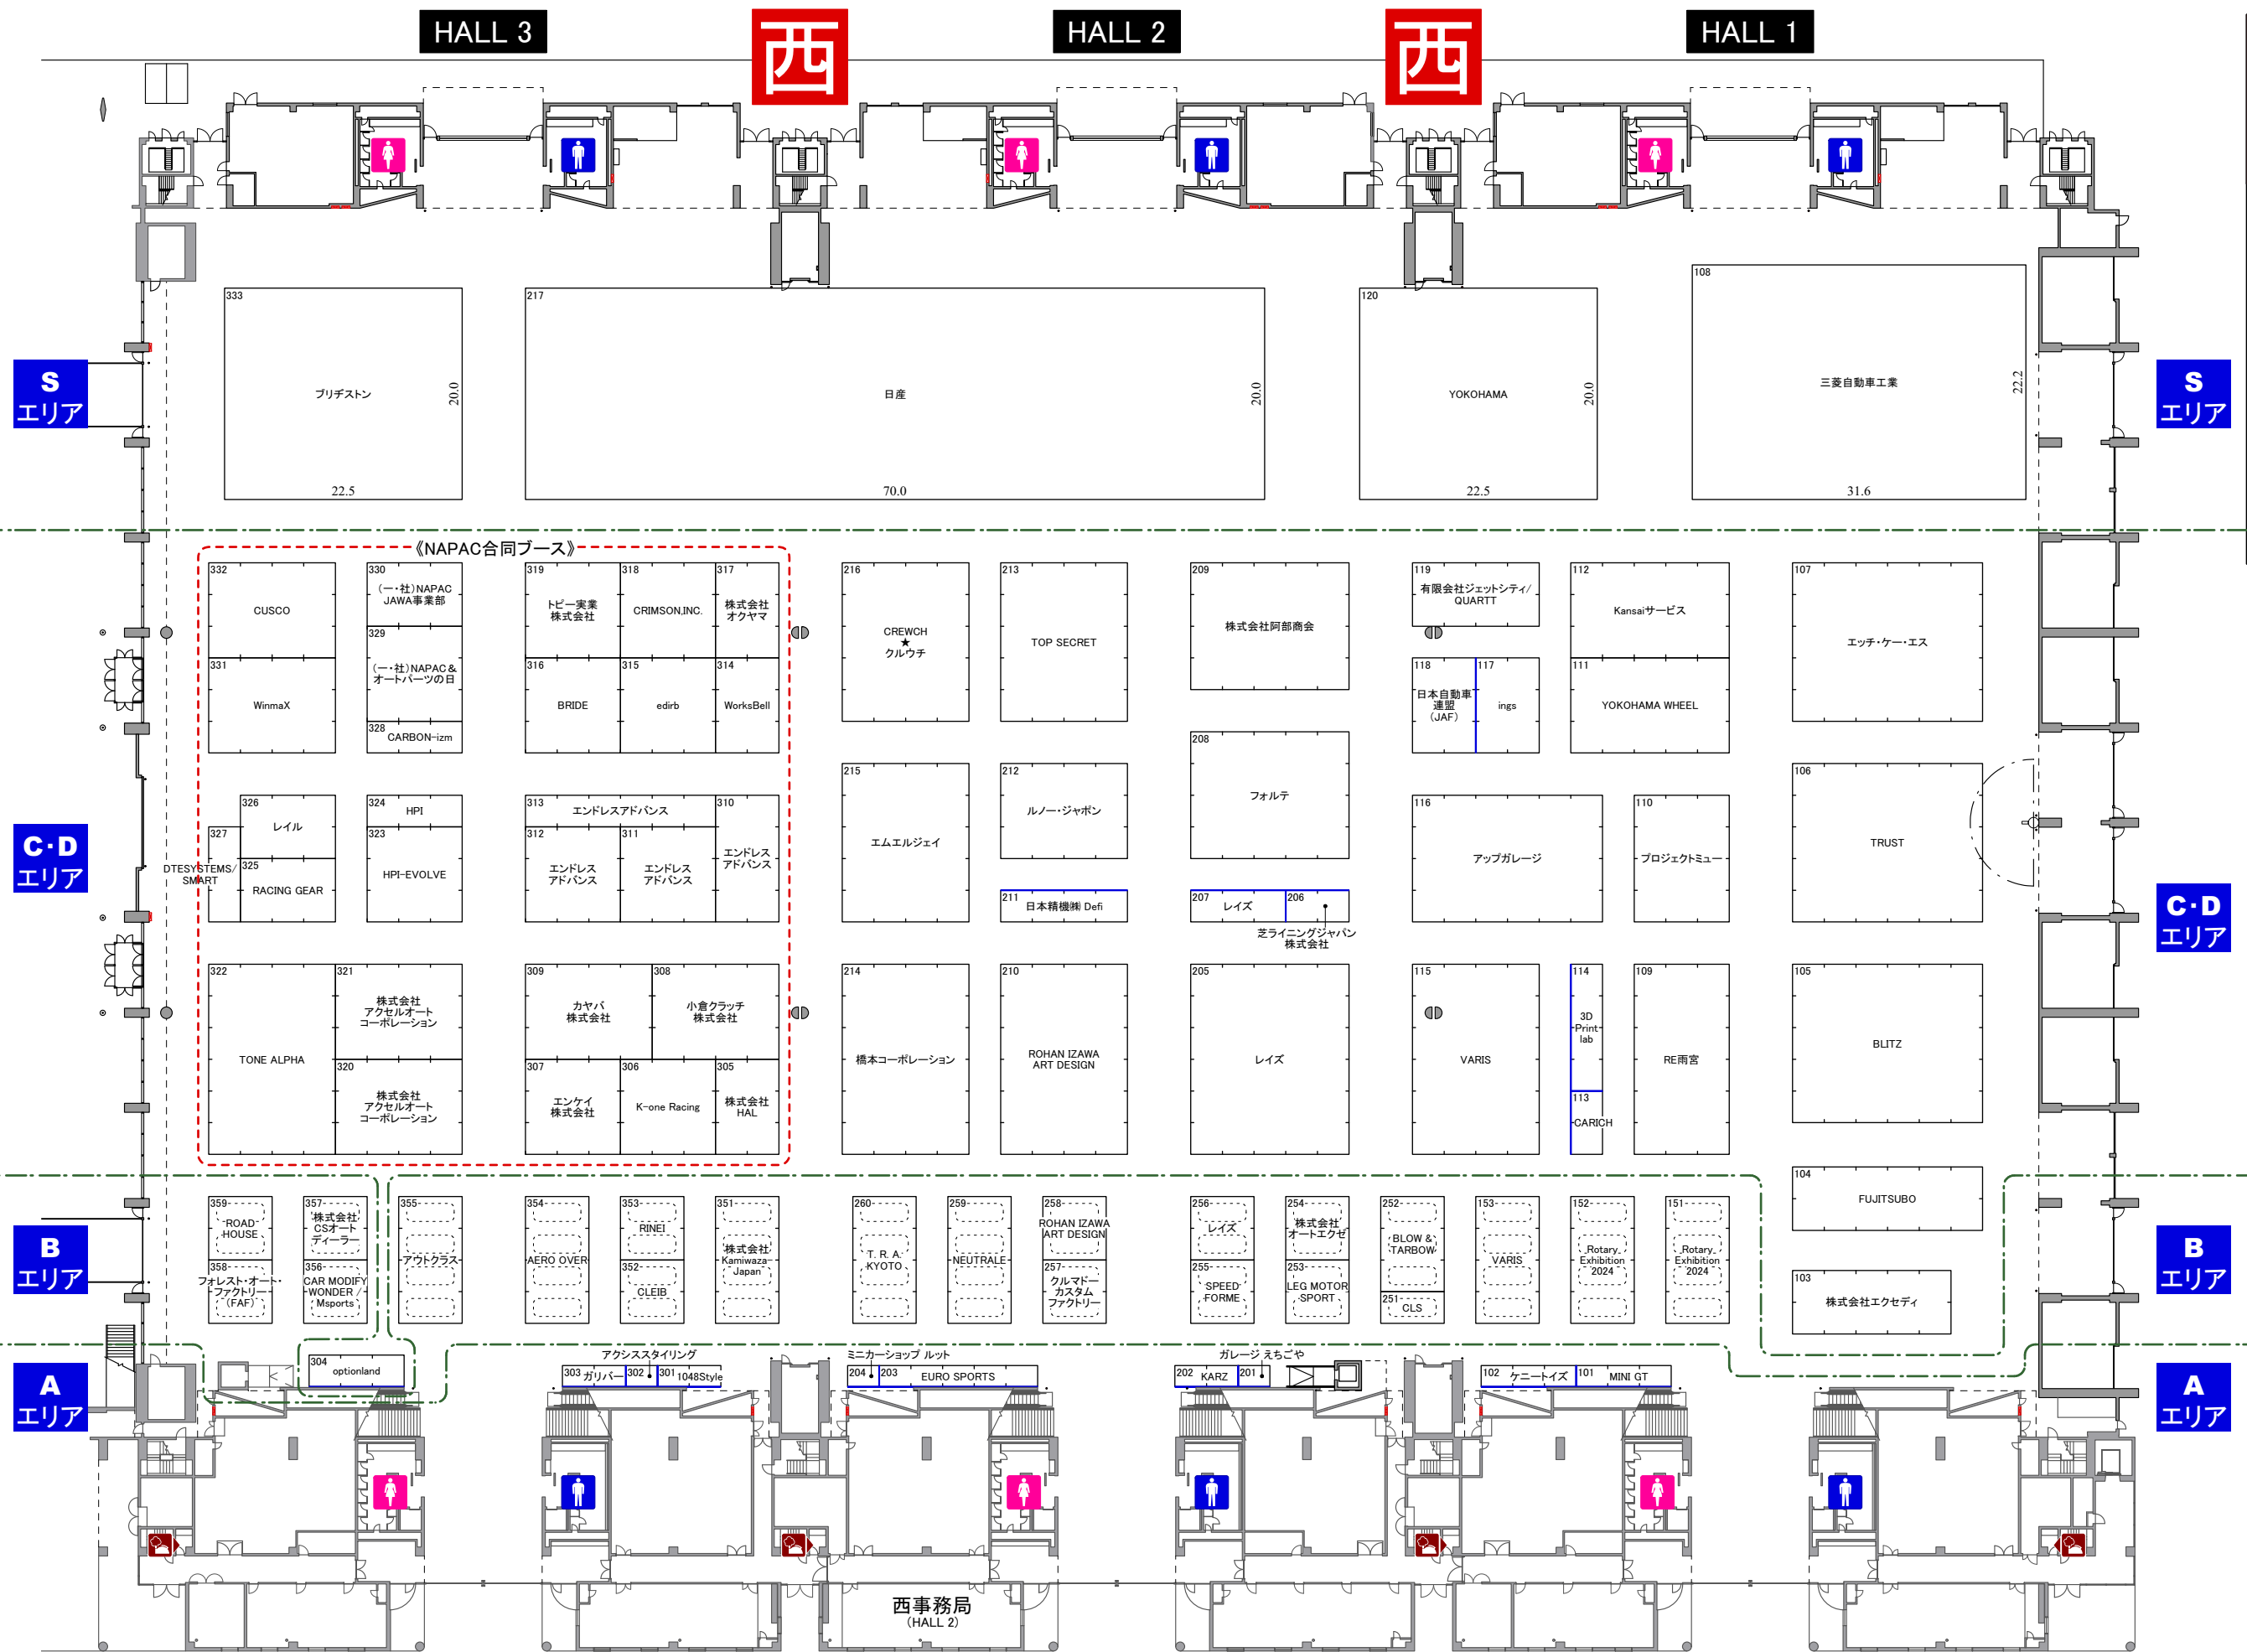 HALL 3
西
HALL 2
西
HALL 1
333
ブリヂストン
20.0
22.5
217
日産
20.0
70.0
120
YOKOHAMA
20.0
22.5
108
三菱自動車工業
22.2
31.6
S
エリア
S
エリア
《NAPAC合同ブース》
332
CUSCO
330
(一・社)NAPAC
JAWA事業部
319
トピー実業
株式会社
318
CRIMSON,INC.
317
株式会社
オクヤマ
216
CREWCH
★
クルウチ
213
TOP SECRET
209
株式会社阿部商会
119
有限会社ジェットシティ/
QUARTT
112
Kansaiサービス
107
エッチ・ケー・エス
331
WinmaX
329
(一・社)NAPAC＆
オートパーツの日
328
CARBON-izm
316
BRIDE
315
edirb
314
WorksBell
118
日本自動車
連盟
(JAF)
117
ings
111
YOKOHAMA WHEEL
C・D
エリア
327
DTESYSTEMS/
SMART
326
レイル
325
RACING GEAR
324
HPI
323
HPI-EVOLVE
313
エンドレスアドバンス
312
エンドレス
アドバンス
311
エンドレス
アドバンス
310
エンドレス
アドバンス
215
エムエルジェイ
212
ルノー・ジャポン
211
日本精機㈱ Defi
208
フォルテ
207
レイズ
206
芝ライニングジャパン
株式会社
116
アップガレージ
110
プロジェクトミュー
106
TRUST
C・D
エリア
322
TONE ALPHA
321
株式会社
アクセルオート
コーポレーション
320
株式会社
アクセルオート
コーポレーション
309
カヤバ
株式会社
308
小倉クラッチ
株式会社
307
エンケイ
株式会社
306
K-one Racing
305
株式会社
HAL
214
橋本コーポレーション
210
ROHAN IZAWA
ART DESIGN
205
レイズ
115
VARIS
114
3D
Print
lab
113
CARICH
109
RE雨宮
105
BLITZ
B
エリア
359
ROAD
HOUSE
358
フォレスト・オート・
ファクトリー
(FAF)
357
株式会社
CSオート
ディーラー
356
CAR MODIFY
WONDER /
Msports
355
アウトクラス
354
AERO OVER
353
RINEI
352
CLEIB
351
株式会社
Kamiwaza
Japan
260
T. R. A.
KYOTO
259
NEUTRALE
258
ROHAN IZAWA
ART DESIGN
257
クルマドー
カスタム
ファクトリー
256
レイズ
255
SPEED
FORME
254
株式会社
オートエクゼ
253
LEG MOTOR
SPORT
252
BLOW &
TARBOW
251
CLS
153
VARIS
152
Rotary
Exhibition
2024
151
Rotary
Exhibition
2024
104
FUJITSUBO
103
株式会社エクセディ
B
エリア
A
エリア
304
optionland
アクシススタイリング
303 ガリバー
302
301 1048Style
ミニカーショップ ルット
204
203
EURO SPORTS
ガレージ えちごや
202 KARZ
201
102 ケニートイズ
101 MINI GT
A
エリア
西事務局
(HALL 2)